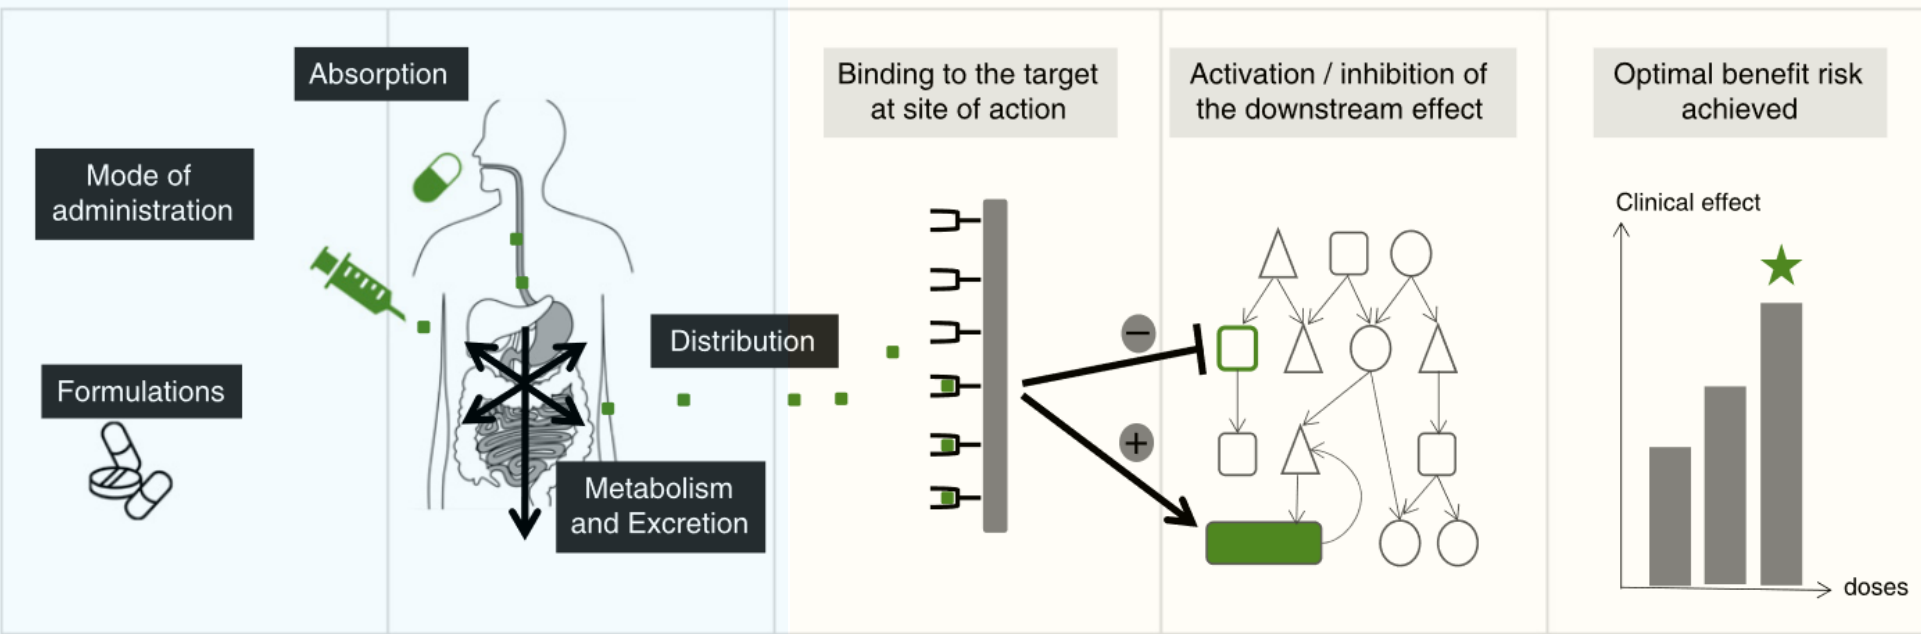 Absorption
Mode of
administration
Formulations
Distribution
Metabolism
and Excretion
Binding to the target
at site of action
−
+
Activation / inhibition of
the downstream effect
Optimal benefit risk
achieved
Clinical effect
doses